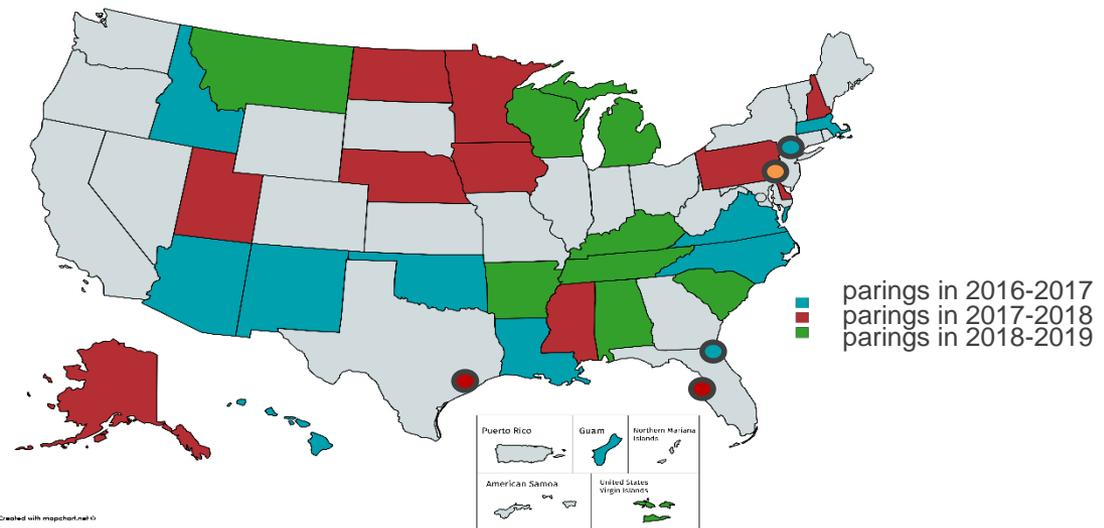 parings in 2016-2017
parings in 2017-2018
parings in 2018-2019
Puerto Rico
Guam
Northern Mariana
Islands
American Samoa
United States
Virgin Islands
Created with mapchart.net ©